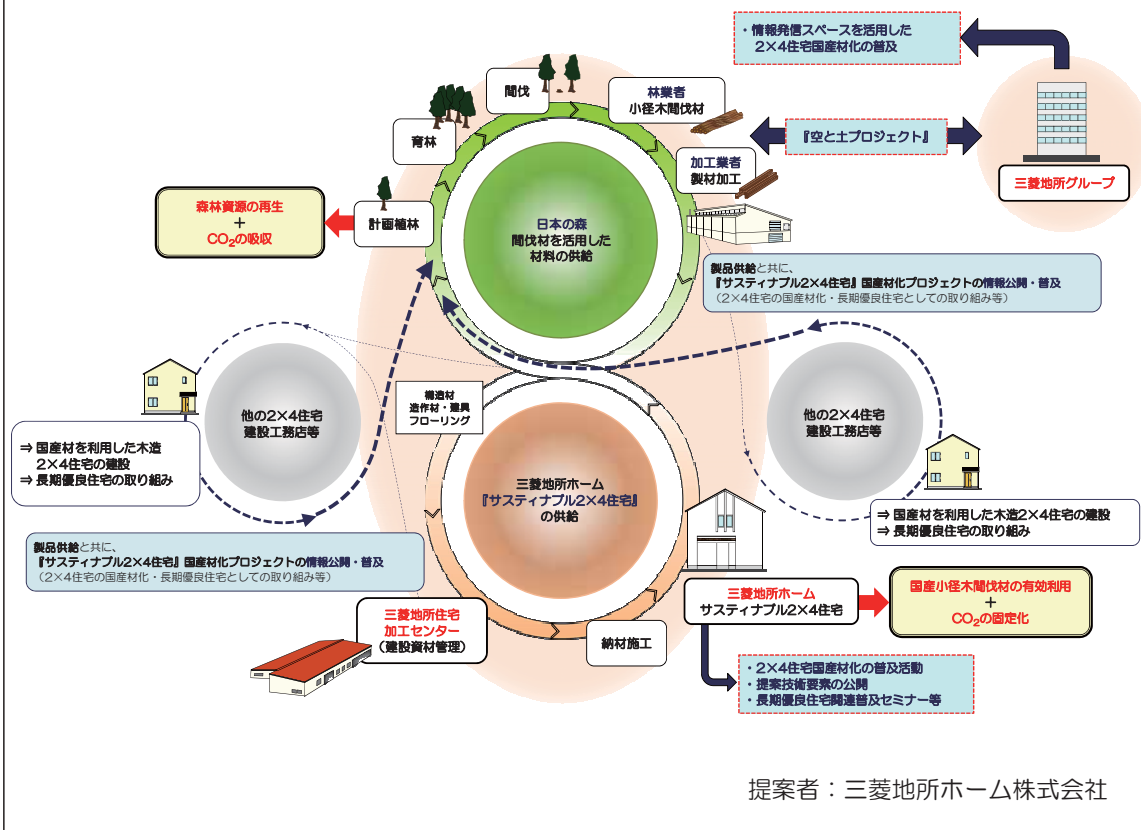 ・情報発信スペースを活用した
2×4住宅国産材化の普及
間伐
林業者
小径木間伐材
育林
『空と土プロジェクト』
加工業者
製材加工
三菱地所グループ
森林資源の再生
+
CO₂の吸収
計画植林
日本の森
間伐材を活用した
材料の供給
製品供給と共に、
『サスティナブル2×4住宅』国産材化プロジェクトの情報公開・普及
(2×4住宅の国産材化・長期優良住宅としての取り組み等)
構造材
造作材・建具
フローリング
他の2×4住宅
建設工務店等
他の2×4住宅
建設工務店等
⇒ 国産材を利用した木造
2×4住宅の建設
⇒ 長期優良住宅の取り組み
三菱地所ホーム
『サスティナブル2×4住宅』
の供給
⇒ 国産材を利用した木造2×4住宅の建設
⇒ 長期優良住宅の取り組み
製品供給と共に、
『サスティナブル2×4住宅』国産材化プロジェクトの情報公開・普及
(2×4住宅の国産材化・長期優良住宅としての取り組み等)
三菱地所ホーム
サスティナブル2×4住宅
国産小径木間伐材の有効利用
+
CO₂の固定化
三菱地所住宅
加工センター
(建設資材管理)
納材施工
・2×4住宅国産材化の普及活動
・提案技術要素の公開
・長期優良住宅関連普及セミナー等
提案者：三菱地所ホーム株式会社